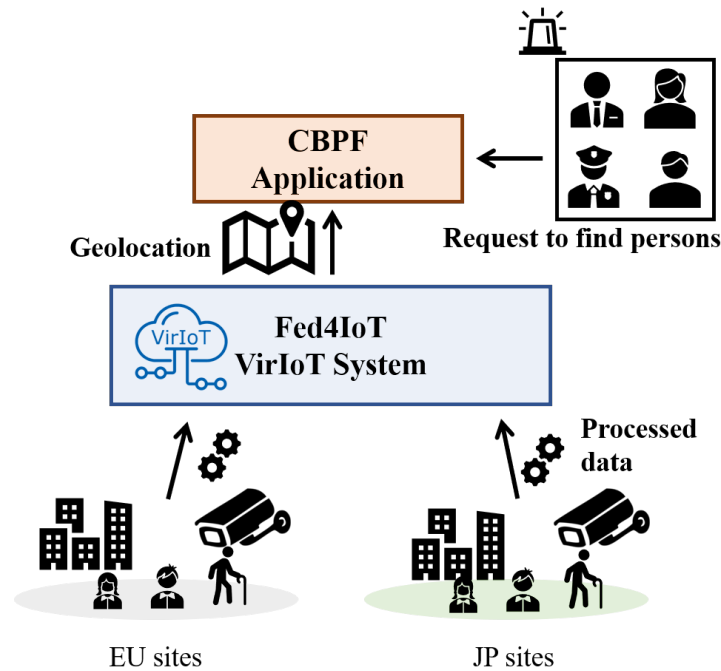 CBPF
Application
Request to find persons
Geolocation
VirIoT
Fed4IoT
VirIoT System
Processed
data
EU sites
JP sites